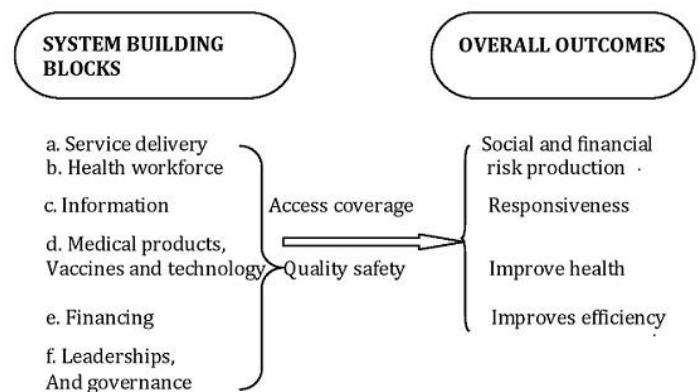 SYSTEM BUILDING
BLOCKS
OVERALL OUTCOMES
a. Service delivery
b. Health workforce
c. Information
d. Medical products,
Vaccines and technology
e. Financing
f. Leaderships,
And governance
Access coverage
Quality safety
Social and financial
risk production .
Responsiveness
Improve health
Improves efficiency